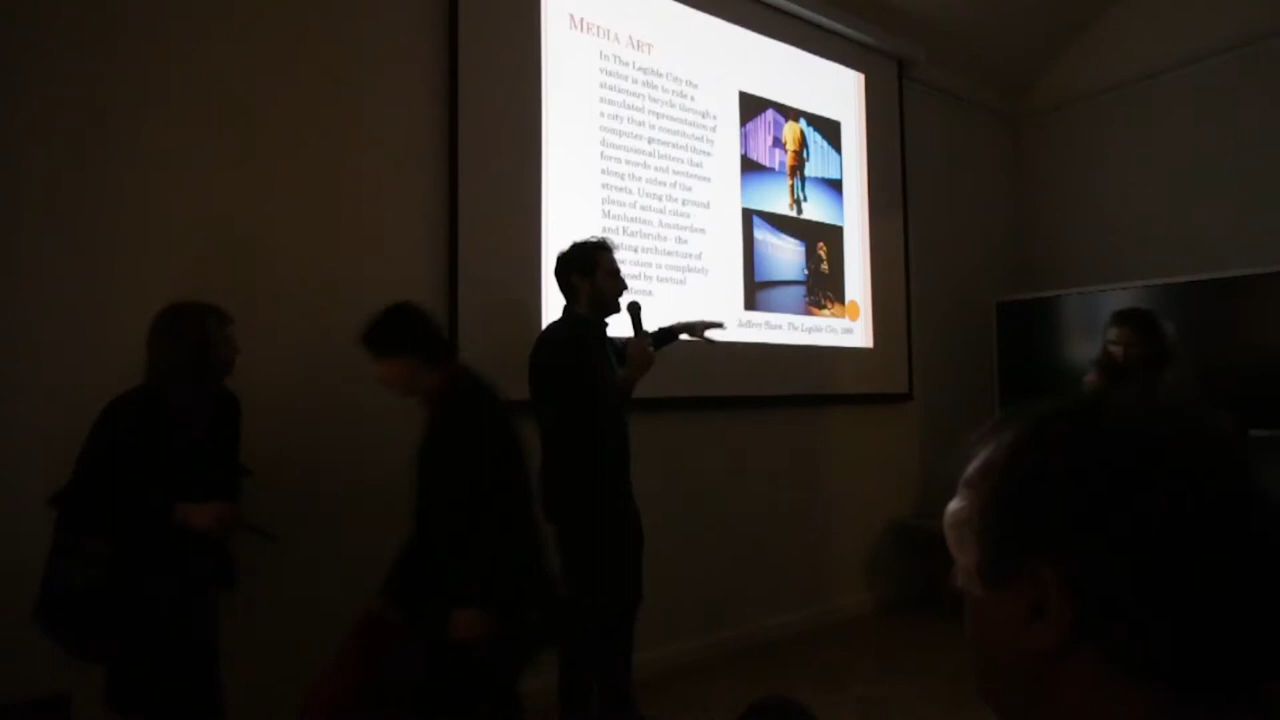 MEDIA ART
In The Legible City the
visitor is able to ride a
stationary bicycle through a
simulated representation of
a city that is constituted by
computer-generated three-
dimensional letters that
form words and sentences
along the sides of the
streets. Using the ground
plans of actual cities -
Manhattan, Amsterdam
and Karlsruhe - the
architecture of
cities is completely
by textual
Jeffrey Shaw, The Legible City,